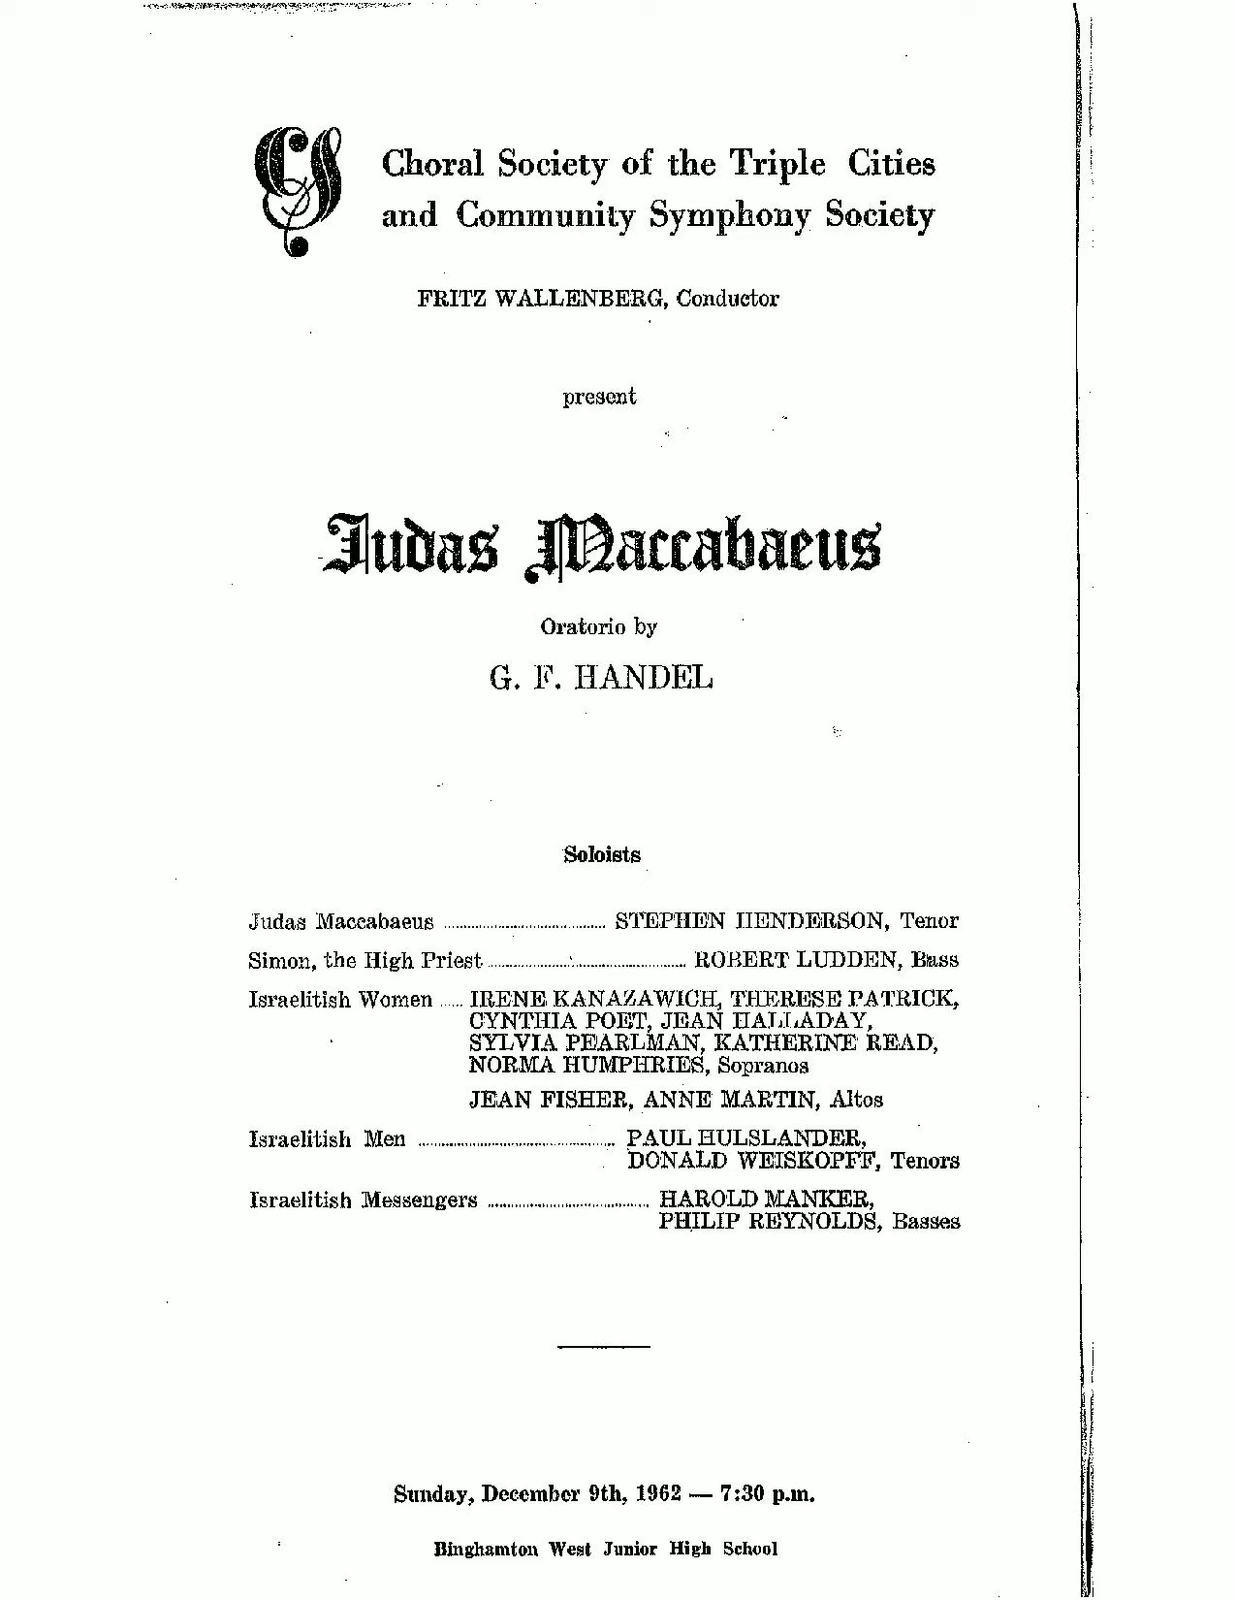 CS
Choral Society of the Triple Cities
and Community Symphony Society
FRITZ WALLENBERG, Conductor
present
Judas Maccabaeus
Oratorio by
G. F. HANDEL
Soloists
Judas Maccabaeus ........ STEPHEN HENDERSON, Tenor
Simon, the High Priest ........ ROBERT LUDDEN, Bass
Israelitish Women ..... IRENE KANAZAWICH, THERESE PATRICK,
CYNTHIA POET, JEAN HALLADAY,
SYLVIA PEARLMAN, KATHERINE READ,
NORMA HUMPHRIES, Sopranos
JEAN FISHER, ANNE MARTIN, Altos
Israelitish Men ........ PAUL HULSLANDER,
DONALD WEISKOPFF, Tenors
Israelitish Messengers ........ HAROLD MANKER,
PHILIP REYNOLDS, Basses
Sunday, December 9th, 1962 — 7:30 p.m.
Binghamton West Junior High School